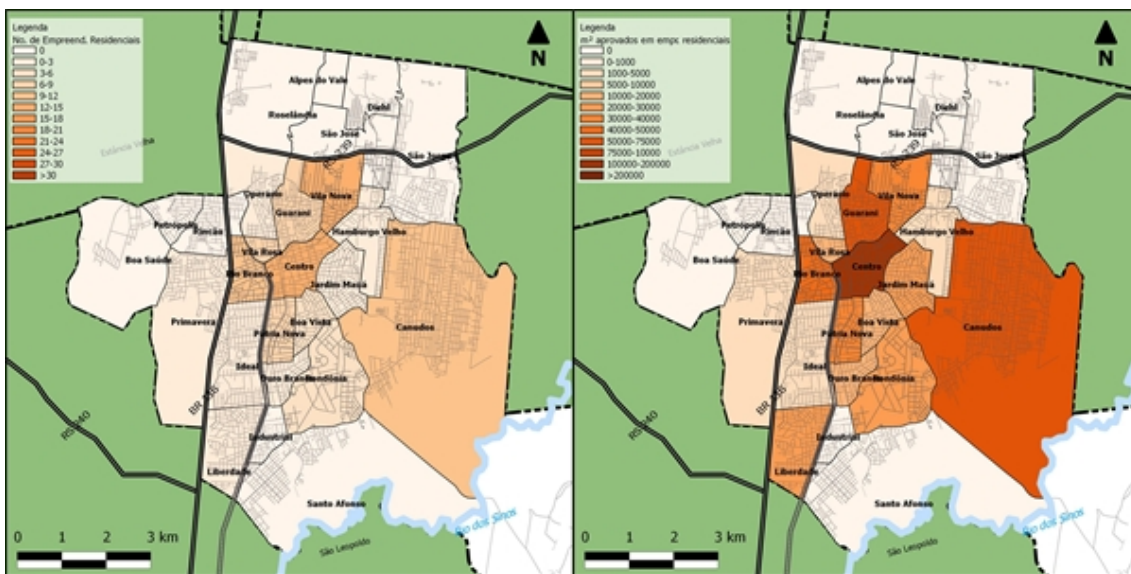 Legenda
No. de Empreend. Residenciais
0
0-3
3-6
6-9
9-12
12-15
15-18
18-21
21-24
24-27
27-30
>30
N
Alpes do Vale
Roselândia
Diehl
São José
São Jo
239
Estância Velha
Operário
Vila Nova
Guarani
Petrópolis
Rincão
Hamburgo Velho
Boa Saúde
Vila Rosa
Centro
Rio Branco
Jardim Mauá
Primavera
Boa Vista
Pátria Nova
Canudos
Ideal
Ouro Branco
Rondônia
BR 116
RS 240
Industrial
Liberdade
Santo Afonso
Rio dos Sinos
São Leopoldo
0 1 2 3 km
Legenda
m² aprovados em empr. residenciais
0
0-1000
1000-5000
5000-10000
10000-20000
20000-30000
30000-40000
40000-50000
50000-75000
75000-10000
100000-200000
>200000
N
Alpes do Vale
Roselândia
Diehl
São José
São Jo
239
Estância Velha
Operário
Vila Nova
Guarani
Petrópolis
Rincão
Hamburgo Velho
Boa Saúde
Vila Rosa
Centro
Rio Branco
Jardim Mauá
Primavera
Boa Vista
Pátria Nova
Canudos
Ideal
Ouro Branco
Rondônia
BR 116
RS 240
Industrial
Liberdade
Santo Afonso
Rio dos Sinos
São Leopoldo
0 1 2 3 km